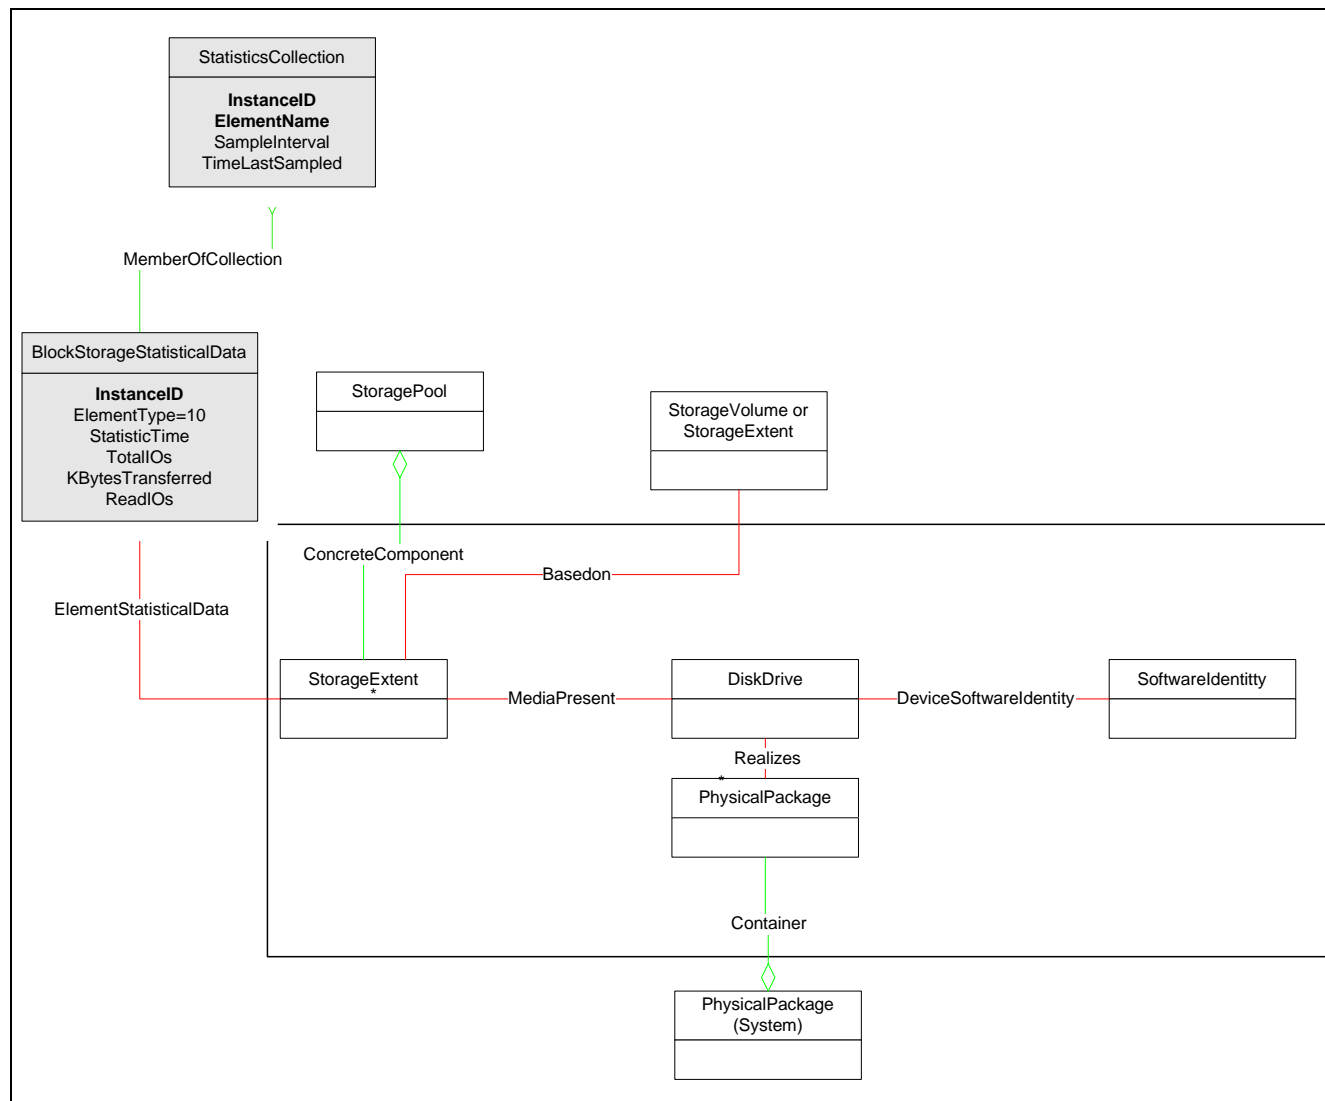 StatisticsCollection
InstanceID
ElementName
SampleInterval
TimeLastSampled
MemberOfCollection
BlockStorageStatisticalData
InstanceID
ElementType=10
StatisticTime
TotalIOs
KBytesTransferred
ReadIOs
StoragePool
StorageVolume or
StorageExtent
ConcreteComponent
Basedon
ElementStatisticalData
StorageExtent
*
MediaPresent
DiskDrive
DeviceSoftwareIdentity
SoftwareIdentitty
Realizes
*
PhysicalPackage
Container
PhysicalPackage
(System)